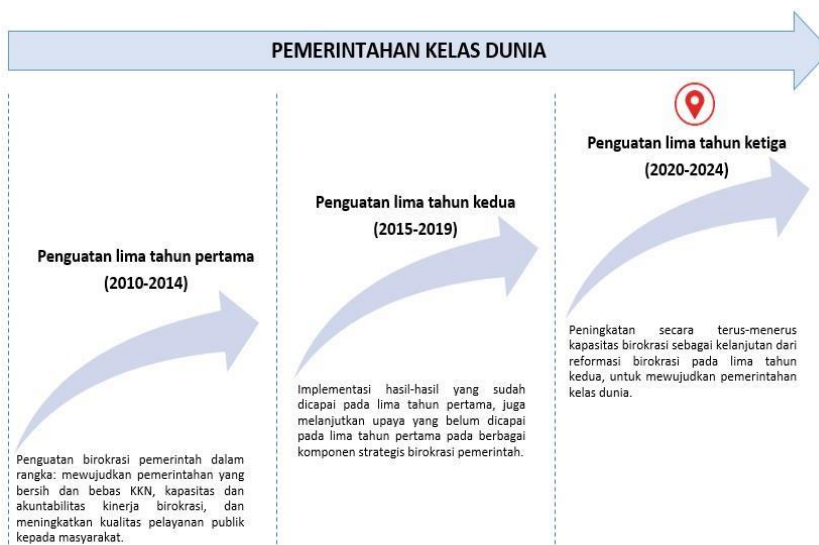 PEMERINTAHAN KELAS DUNIA
Penguatan lima tahun pertama
(2010-2014)
Penguatan birokrasi pemerintah dalam
rangka: mewujudkan pemerintahan yang
bersih dan bebas KKN, kapasitas dan
akuntabilitas kinerja birokrasi, dan
meningkatkan kualitas pelayanan publik
kepada masyarakat.
Penguatan lima tahun kedua
(2015-2019)
Implementasi hasil-hasil yang sudah
dicapai pada lima tahun pertama, juga
melanjutkan upaya yang belum dicapai
pada lima tahun pertama pada berbagai
komponen strategis birokrasi pemerintah.
Penguatan lima tahun ketiga
(2020-2024)
Peningkatan secara terus-menerus
kapasitas birokrasi sebagai kelanjutan dari
reformasi birokrasi pada lima tahun
kedua, untuk mewujudkan pemerintahan
kelas dunia.